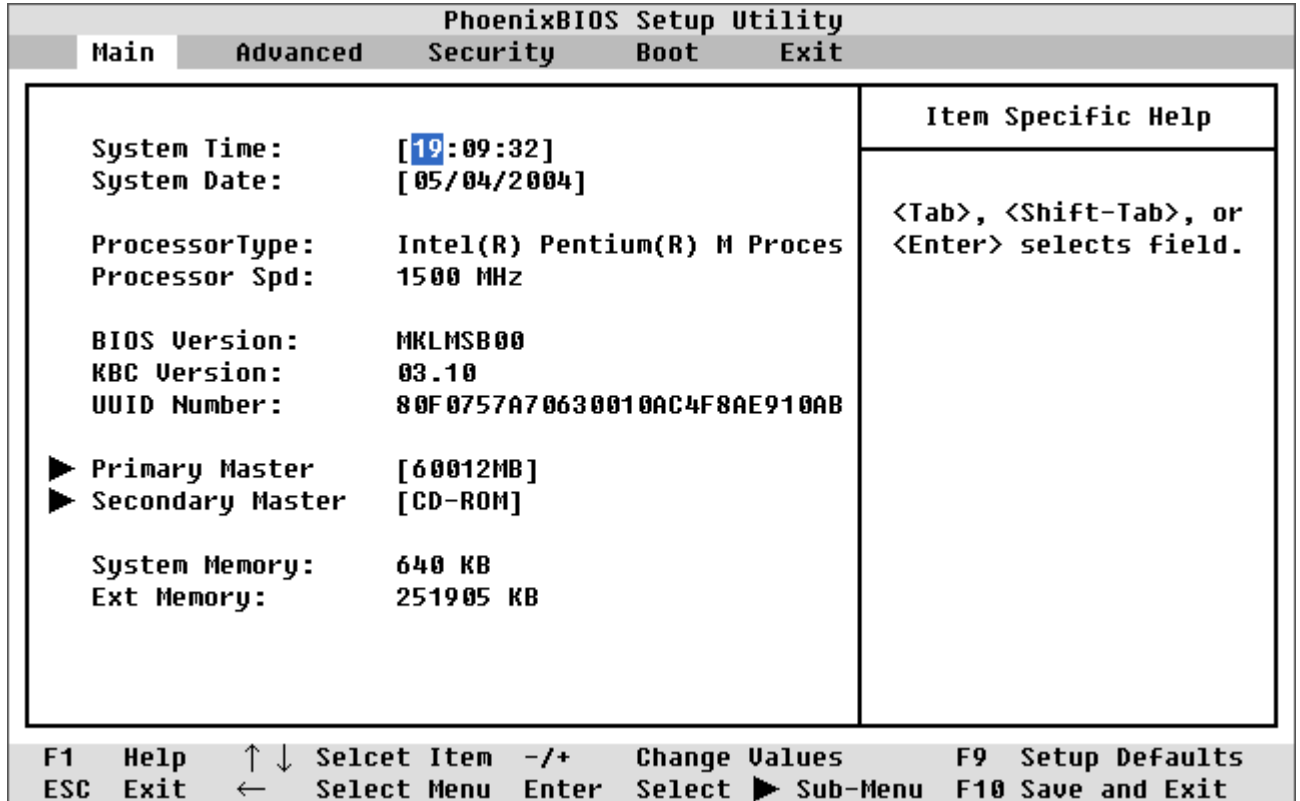 PhoenixBIOS Setup Utility
Main Advanced Security Boot Exit
System Time: [19:09:32]
System Date: [05/04/2004]
ProcessorType: Intel(R) Pentium(R) M Proces
Processor Spd: 1500 MHz
BIOS Version: MKLMSB00
KBC Version: 03.10
UUID Number: 80F0757A70630010AC4F8AE910AB
▶ Primary Master [60012MB]
▶ Secondary Master [CD-ROM]
System Memory: 640 KB
Ext Memory: 251905 KB
Item Specific Help
<Tab>, <Shift-Tab>, or
<Enter> selects field.
F1 Help ↑↓ Selcet Item -/+ Change Values F9 Setup Defaults
ESC Exit ← Select Menu Enter Select ▶ Sub-Menu F10 Save and Exit